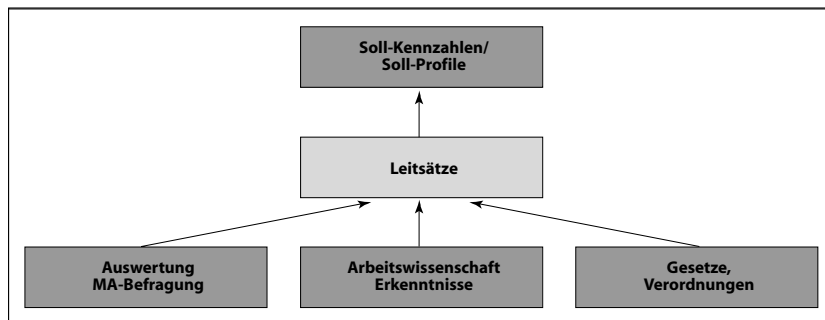 Soll-Kennzahlen/
Soll-Profile
Leitsätze
Auswertung
MA-Befragung
Arbeitswissenschaft
Erkenntnisse
Gesetze,
Verordnungen